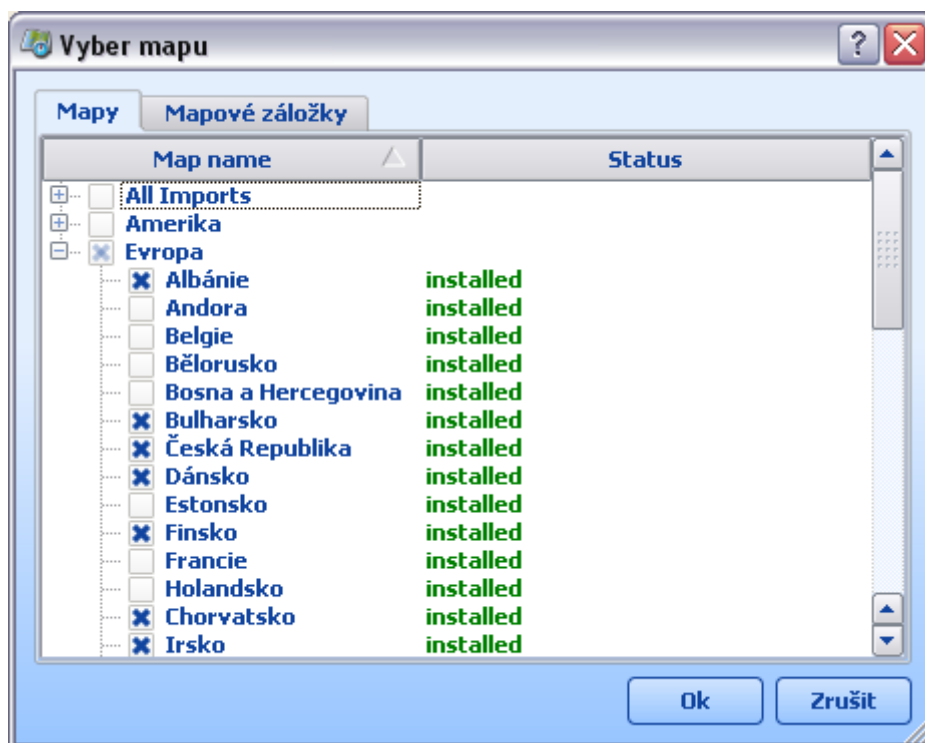 Vyber mapu
Mapy Mapové záložky
Map name Status
All Imports
Amerika
Evropa
Albánie installed
Andora installed
Belgie installed
Bělorusko installed
Bosna a Hercegovina installed
Bulharsko installed
Česká Republika installed
Dánsko installed
Estonsko installed
Finsko installed
Francie installed
Holandsko installed
Chorvatsko installed
Irsko installed
Ok Zrušit